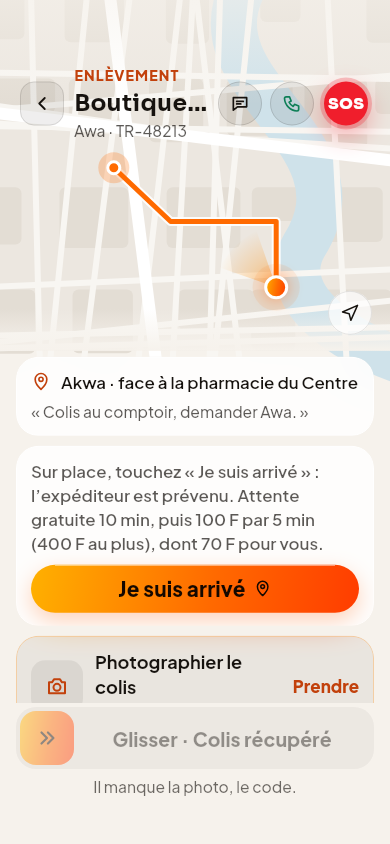 ENLÈVEMENT
Boutique…
SOS
Awa · TR-48213
Akwa · face à la pharmacie du Centre
« Colis au comptoir, demander Awa. »
Sur place, touchez « Je suis arrivé » :
l’expéditeur est prévenu. Attente
gratuite 10 min, puis 100 F par 5 min
(400 F au plus), dont 70 F pour vous.
Je suis arrivé
Photographier le
colis
Prendre
Glisser · Colis récupéré
Il manque la photo, le code.